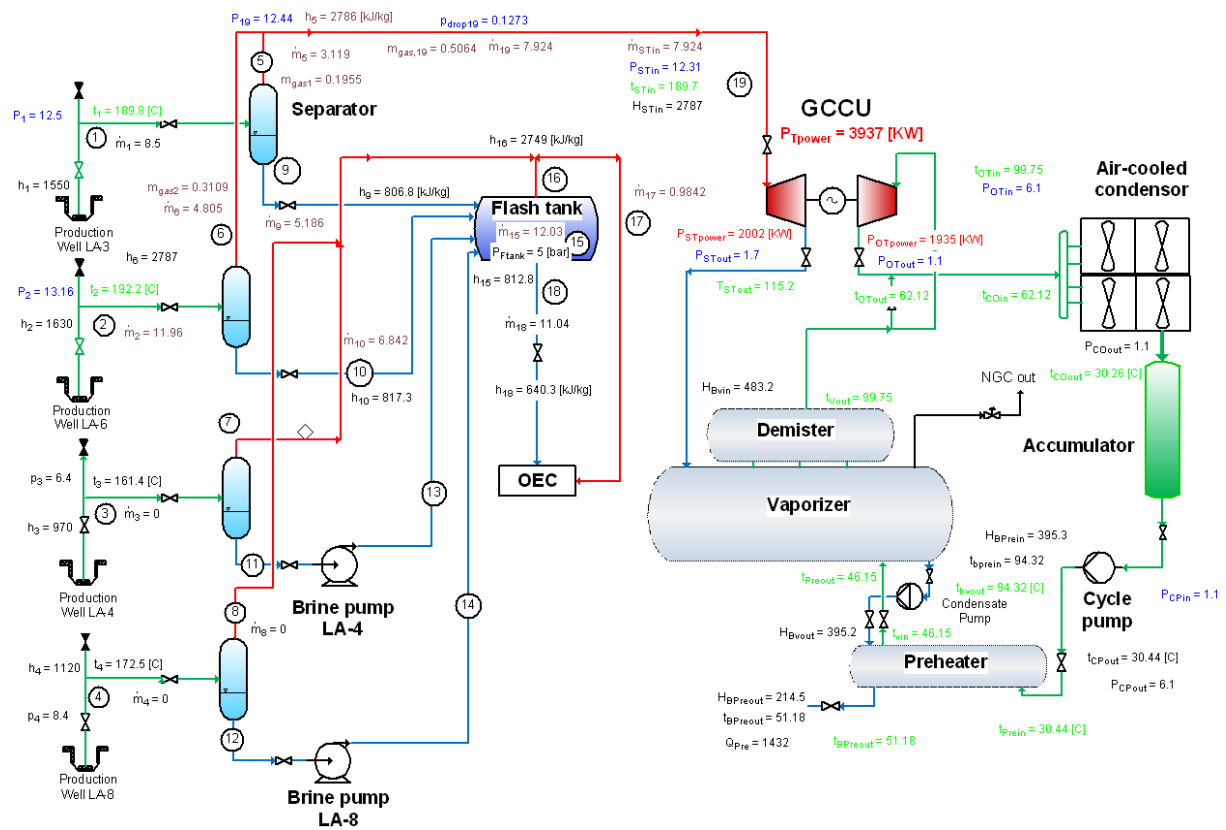 P19 = 12.44
h5 = 2786 [kJ/kg]
pdrop19 = 0.1273
ṁ5 = 3.119
mgas,19 = 0.5064
ṁ19 = 7.924
ṁSTin = 7.924
mgas1 = 0.1955
PSTin = 12.31
tSTin = 189.7
HSTin = 2787
5
19
Separator
GCCU
PTpower = 3937 [KW]
P1 = 12.5
t1 = 189.8 [C]
1
ṁ1 = 8.5
h1 = 1550
Production
Well LA-3
9
h9 = 806.8 [kJ/kg]
ṁ9 = 5.186
h16 = 2749 [kJ/kg]
16
mgas2 = 0.3109
ṁ6 = 4.805
6
h6 = 2787
Flash tank
ṁ15 = 12.03
15
PFtank = 5 [bar]
h15 = 812.8
17
ṁ17 = 0.9842
18
ṁ18 = 11.04
h18 = 640.3 [kJ/kg]
OEC
P2 = 13.16
t2 = 192.2 [C]
h2 = 1630
2
ṁ2 = 11.96
Production
Well LA-6
ṁ10 = 6.842
10
h10 = 817.3
7
p3 = 6.4
t3 = 161.4 [C]
3
ṁ3 = 0
h3 = 970
Production
Well LA-4
11
13
Brine pump
LA-4
14
8
ṁ8 = 0
h4 = 1120
t4 = 172.5 [C]
4
ṁ4 = 0
p4 = 8.4
Production
Well LA-8
12
Brine pump
LA-8
PSTpower = 2002 [KW]
PSTout = 1.7
TSTout = 115.2
POTpower = 1935 [KW]
POTout = 1.1
tOTout = 62.12
tOTin = 99.75
POTin = 6.1
Air-cooled
condensor
tCOin = 62.12
PCOout = 1.1
tCOout = 30.26 [C]
Accumulator
NGC out
HBvin = 483.2
tVout = 99.75
Demister
Vaporizer
HBPrein = 395.3
tbprein = 94.32
tPreout = 46.15
tbvout = 94.32 [C]
Condensate
Pump
Cycle
pump
PCPin = 1.1
HBvout = 395.2
tvin = 46.15
Preheater
tCPout = 30.44 [C]
PCPout = 6.1
HBPreout = 214.5
tBPreout = 51.18
QPre = 1432
tBPreout = 51.18
tPrein = 30.44 [C]